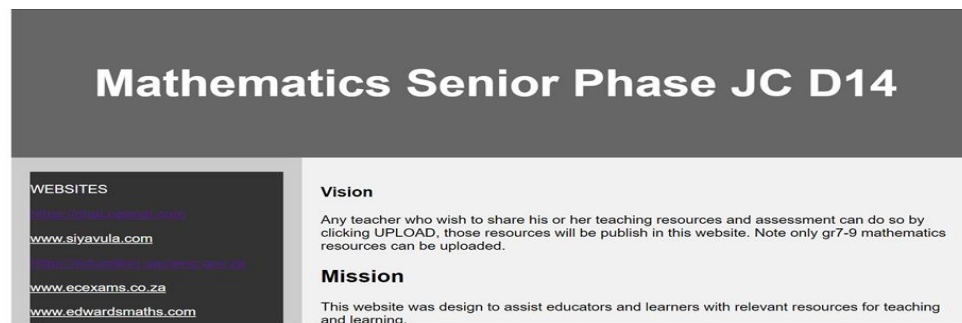 Mathematics Senior Phase JC D14
WEBSITES
www.siyavula.com
www.ecexams.co.za
www.edwardsmaths.com
Vision
Any teacher who wish to share his or her teaching resources and assessment can do so by
clicking UPLOAD, those resources will be publish in this website. Note only gr7-9 mathematics
resources can be uploaded.
Mission
This website was design to assist educators and learners with relevant resources for teaching
and learning.